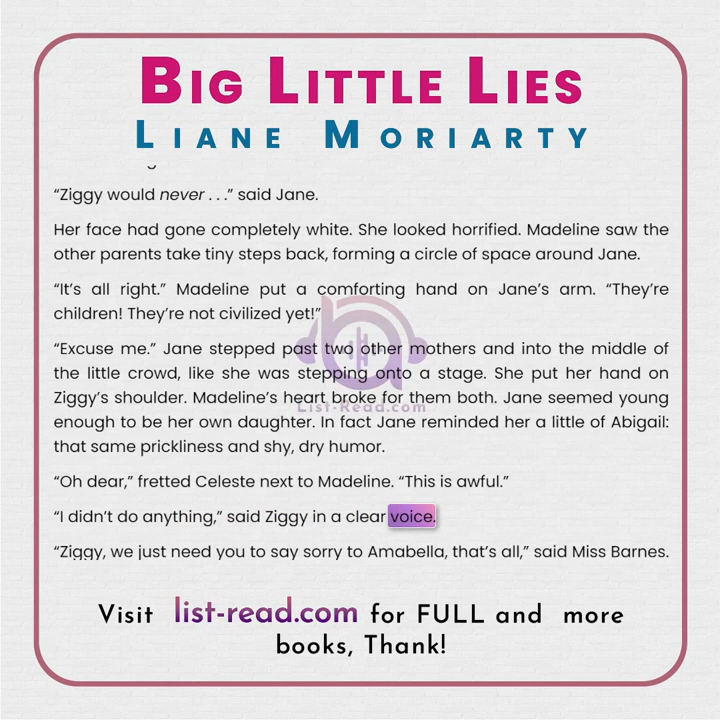 BIG LITTLE LIES
LIANE MORIARTY
“Ziggy would never . . .” said Jane.
Her face had gone completely white. She looked horrified. Madeline saw the
other parents take tiny steps back, forming a circle of space around Jane.
“It’s all right.” Madeline put a comforting hand on Jane’s arm. “They’re
children! They’re not civilized yet!”
“Excuse me.” Jane stepped past two other mothers and into the middle of
the little crowd, like she was stepping onto a stage. She put her hand on
Ziggy’s shoulder. Madeline’s heart broke for them both. Jane seemed young
List-Read.com
enough to be her own daughter. In fact Jane reminded her a little of Abigail:
that same prickliness and shy, dry humor.
“Oh dear,” fretted Celeste next to Madeline. “This is awful.”
“I didn’t do anything,” said Ziggy in a clear voice.
“Ziggy, we just need you to say sorry to Amabella, that’s all,” said Miss Barnes.
Visit list-read.com for FULL and more
books, Thank!